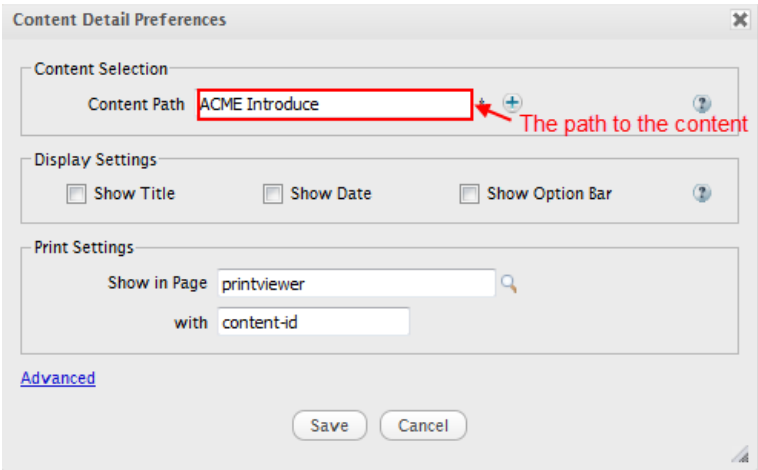 Content Detail Preferences
Content Selection
Content Path ACME Introduce *
The path to the content
Display Settings
Show Title Show Date Show Option Bar
Print Settings
Show in Page printviewer
with content-id
Advanced
Save Cancel